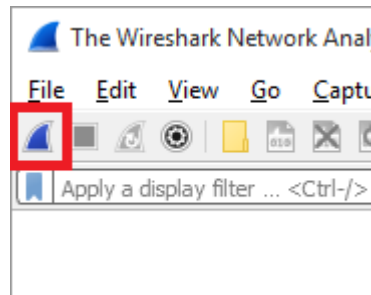 The Wireshark Network Anal
File Edit View Go Captu
Apply a display filter ... <Ctrl-/>